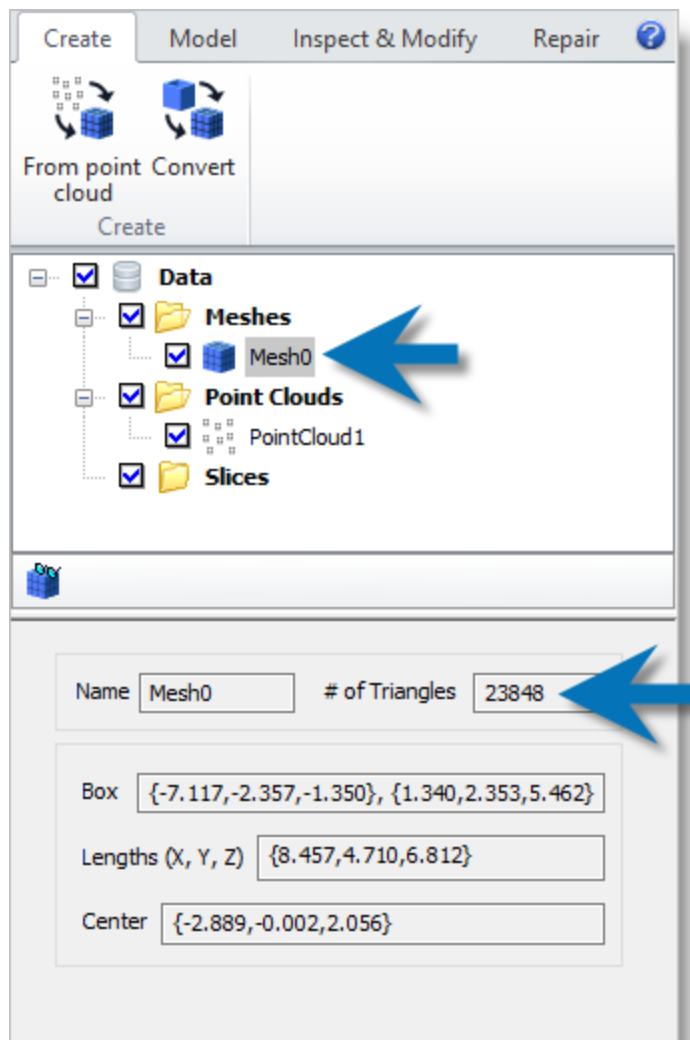 Create Model Inspect & Modify Repair ?
From point cloud Convert
Create
Data
Meshes
Mesh0
Point Clouds
PointCloud1
Slices
Name Mesh0 # of Triangles 23848
Box {-7.117,-2.357,-1.350}, {1.340,2.353,5.462}
Lengths (X, Y, Z) {8.457,4.710,6.812}
Center {-2.889,-0.002,2.056}